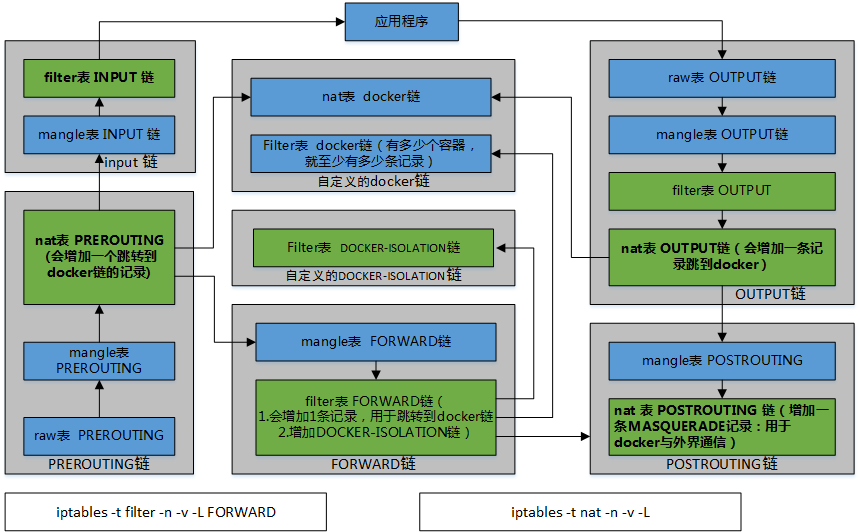 应用程序
filter表 INPUT 链
mangle表 INPUT 链
input 链
nat表 PREROUTING
(会增加一个跳转到
docker链的记录)
mangle表
PREROUTING
raw表 PREROUTING
PREROUTING链
nat表 docker链
Filter表 docker链（有多少个容器，
就至少有多少条记录）
自定义的docker链
Filter表 DOCKER-ISOLATION链
自定义的DOCKER-ISOLATION链
mangle表 FORWARD链
filter表 FORWARD链（
1.会增加1条记录，用于跳转到docker链
2.增加DOCKER-ISOLATION链）
FORWARD链
raw表 OUTPUT链
mangle表 OUTPUT链
filter表 OUTPUT
nat表 OUTPUT链（会增加一条记
录跳到docker）
OUTPUT链
mangle表 POSTROUTING
nat 表 POSTROUTING 链（增加一
条MASQUERADE记录：用于
docker与外界通信）
POSTROUTING链
iptables -t filter -n -v -L FORWARD
iptables -t nat -n -v -L